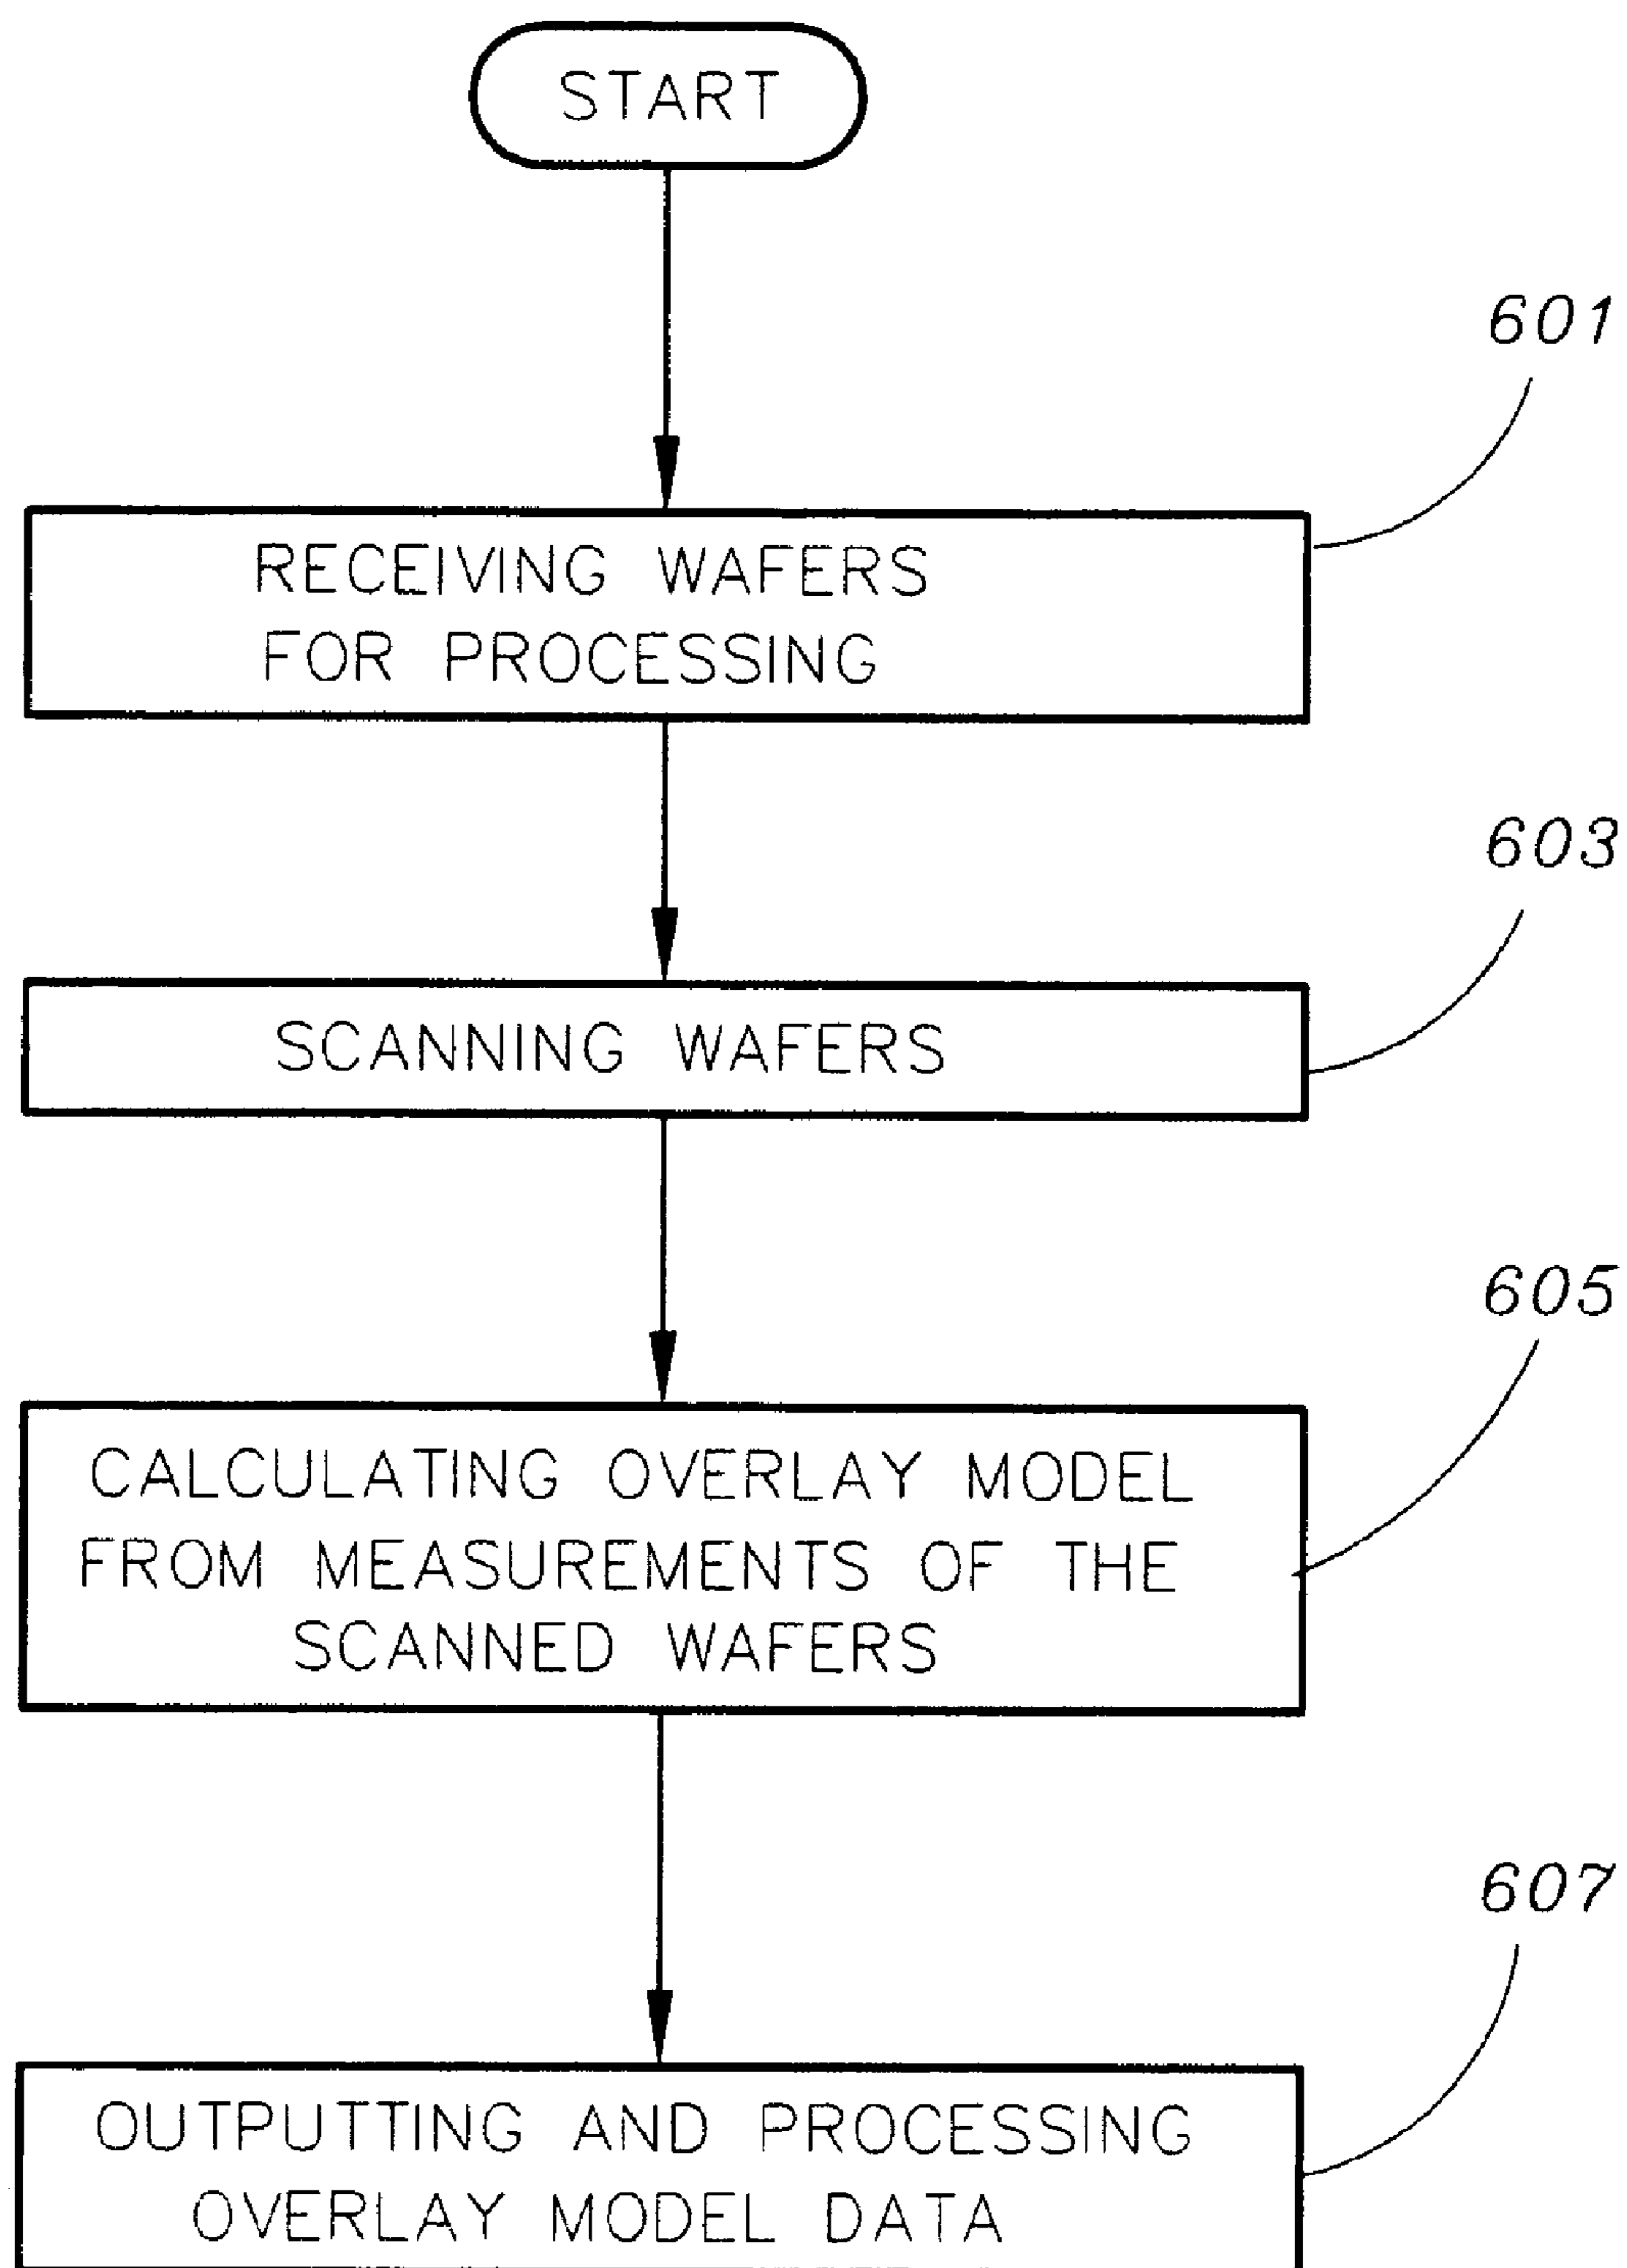 START
601
RECEIVING WAFERS
FOR PROCESSING
603
SCANNING WAFERS
605
CALCULATING OVERLAY MODEL
FROM MEASUREMENTS OF THE
SCANNED WAFERS
607
OUTPUTTING AND PROCESSING
OVERLAY MODEL DATA